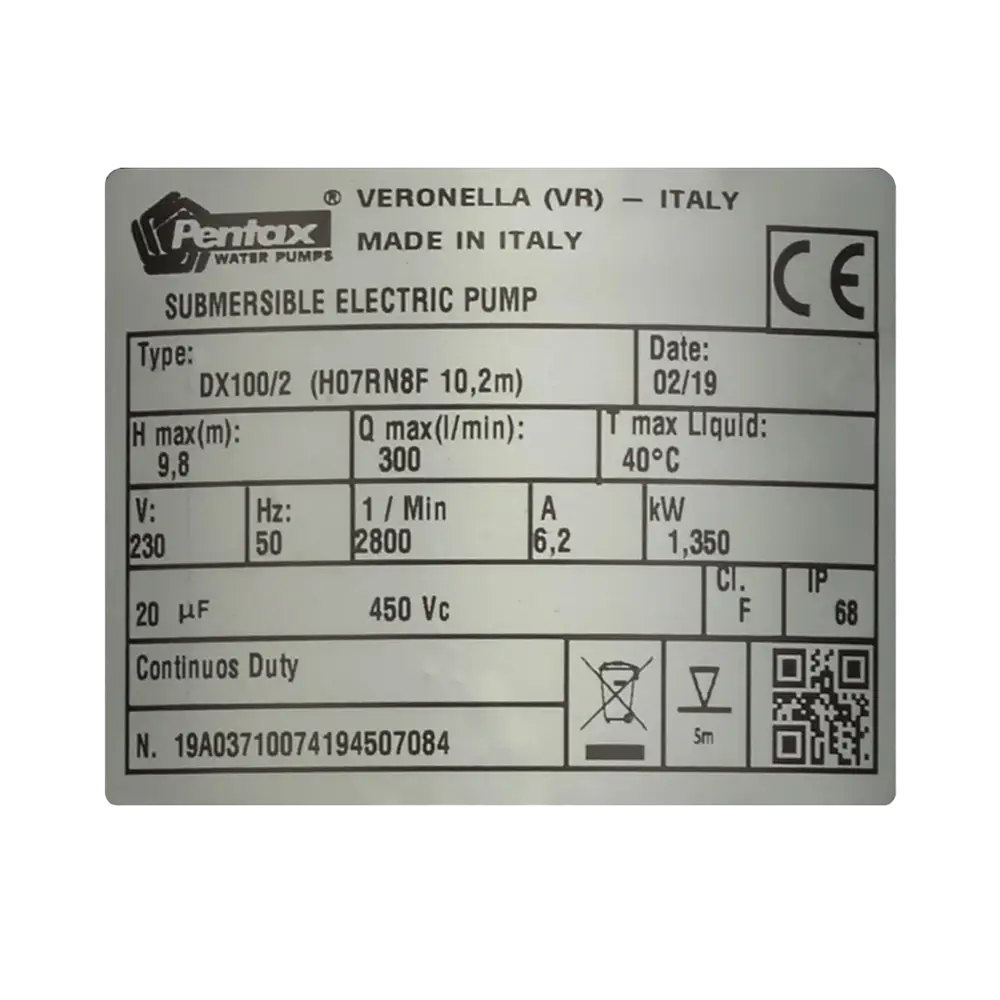 ® VERONELLA (VR) – ITALY
Pentax
WATER PUMPS
MADE IN ITALY
CE
SUBMERSIBLE ELECTRIC PUMP
Type:
DX100/2 (H07RN8F 10,2m)
Date:
02/19
H max(m):
9,8
Q max(l/min):
300
T max Liquid:
40°C
V:
230
Hz:
50
1 / Min
2800
A
6,2
kW
1,350
20 µF 450 Vc
Cl.
F
IP
68
Continuos Duty
N. 19A03710074194507084
5m